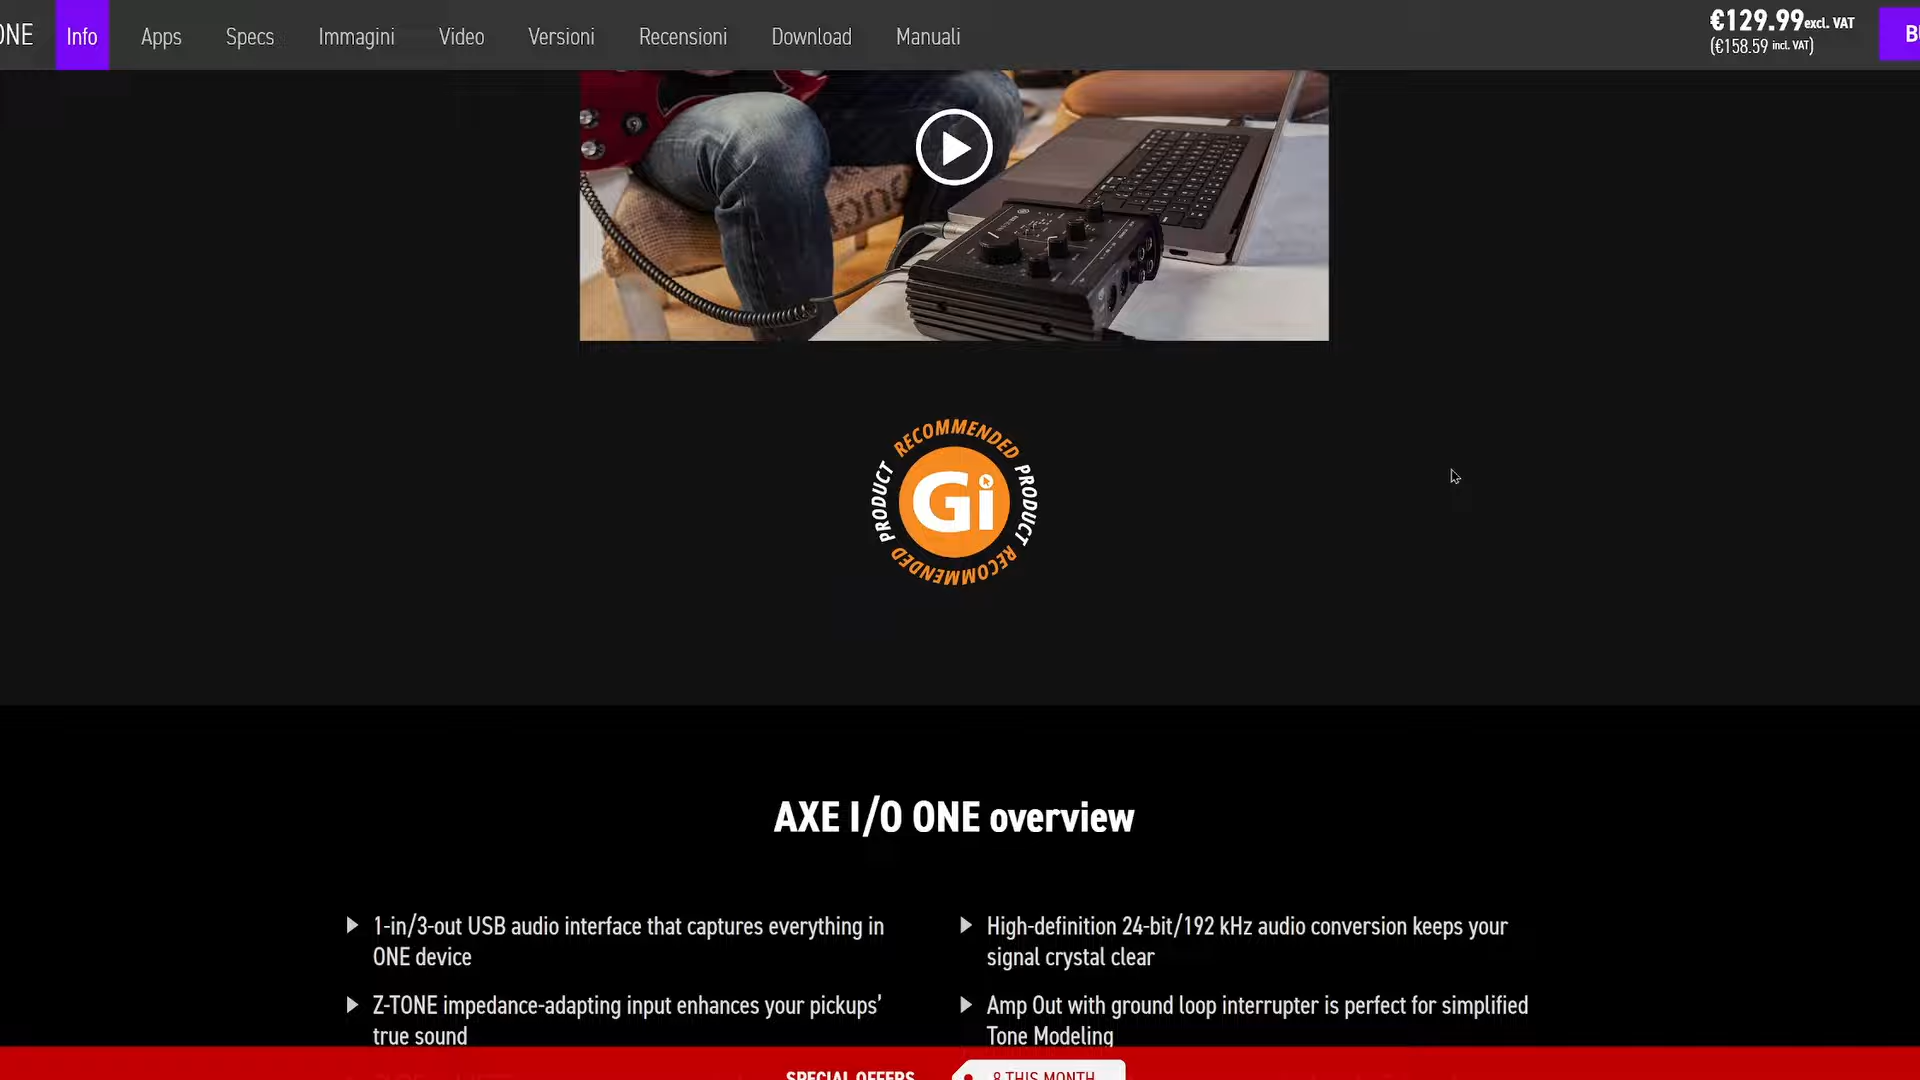 ONE Info Apps Specs Immagini Video Versioni Recensioni Download Manuali
€129.99 excl. VAT
(€158.59 incl. VAT)
RECOMMENDED
PRODUCT
Gi
PRODUCT
RECOMMENDED
AXE I/O ONE overview
1-in/3-out USB audio interface that captures everything in
ONE device
Z-TONE impedance-adapting input enhances your pickups’
true sound
High-definition 24-bit/192 kHz audio conversion keeps your
signal crystal clear
Amp Out with ground loop interrupter is perfect for simplified
Tone Modeling
SPECIAL OFFERS
8 THIS MONTH